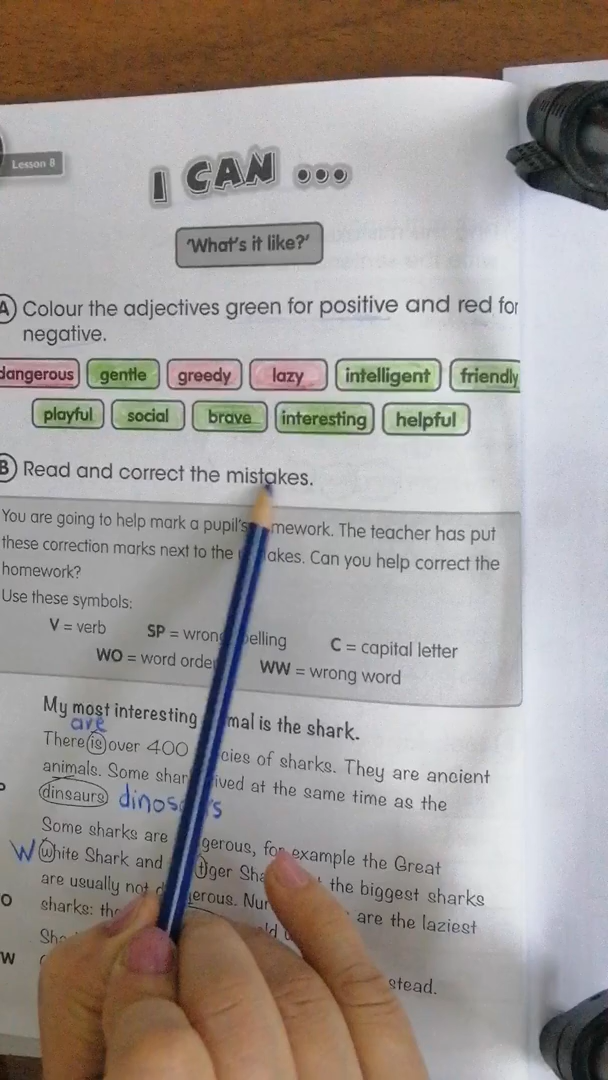 Lesson 8
I CAN ...
'What's it like?'
A Colour the adjectives green for positive and red for
negative.
dangerous gentle greedy lazy intelligent friendly
playful social brave interesting helpful
B Read and correct the mistakes.
You are going to help mark a pupil's mework. The teacher has put
these correction marks next to the akes. Can you help correct the
homework?
Use these symbols:
V = verb SP = wron elling C = capital letter
WO = word orde WW = wrong word
My most interesting mal is the shark.
are
There is over 400 cies of sharks. They are ancient
animals. Some shar ived at the same time as the
dinsaurs dinos s
Some sharks are gerous, for example the Great
W white Shark and tiger Sha the biggest sharks
are usually not d erous. Nur are the laziest
O sharks: the ld
Sha
W stead.